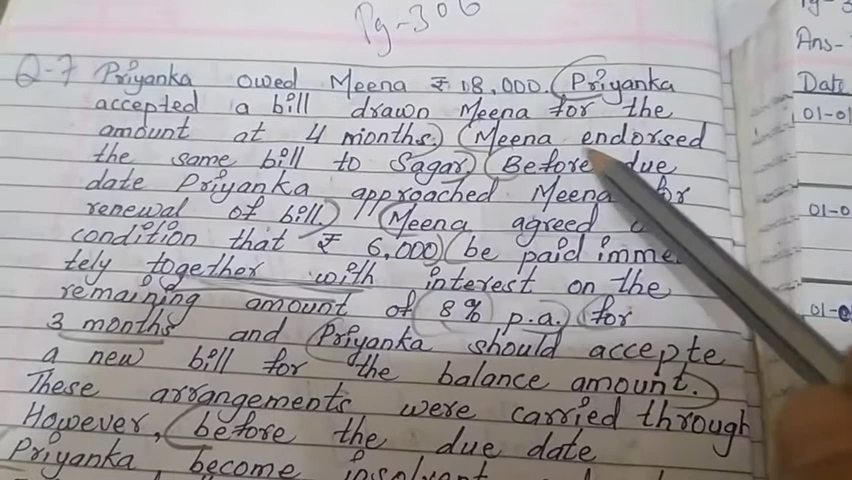 Pg-306
Q-7 Priyanka owed Meena ₹ 18,000. Priyanka
accepted a bill drawn Meena for the
amount at 4 months. Meena endorsed
the same bill to Sagar. Before due
date Priyanka approached Meena for
renewal of bill. Meena agreed
condition that ₹ 6,000 be paid imme
tely together with interest on the
remaining amount of 8% p.a. for
3 months and Priyanka should accepte
a new bill for the balance amount.
These arrangements were carried through
However, before the due date
Priyanka become insolvent
Ans-
Date
01-0
01-0
01-0